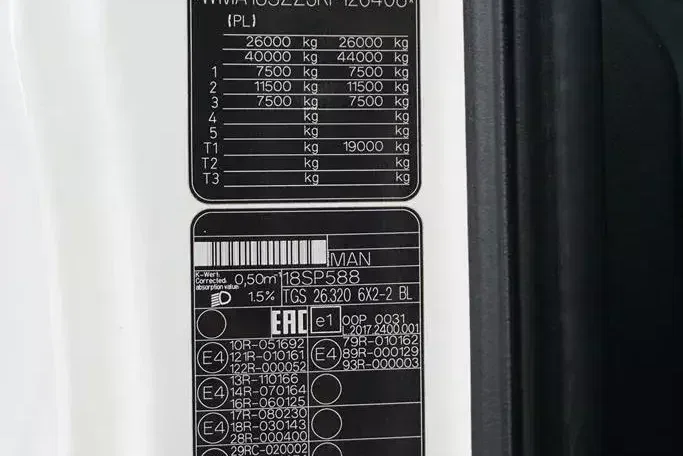 (PL)
26000 kg 26000 kg
40000 kg 44000 kg
1 7500 kg 7500 kg
2 11500 kg 11500 kg
3 7500 kg 7500 kg
4 kg kg
5 kg kg
T1 kg 19000 kg
T2 kg kg
T3 kg kg
MAN
K-Wert
Corrected
absorption value
0,50m⁻¹
18SP588
1.5% TGS 26.320 6X2-2 BL
EAC e1 00P 0031
2017.2400.001
E4 10R-051692
121R-010161
122R-000052
E4 79R-010162
89R-000129
93R-000003
E4 13R-110166
14R-070164
16R-060125
E4 17R-080230
18R-030143
28R-000400
29RC-020002